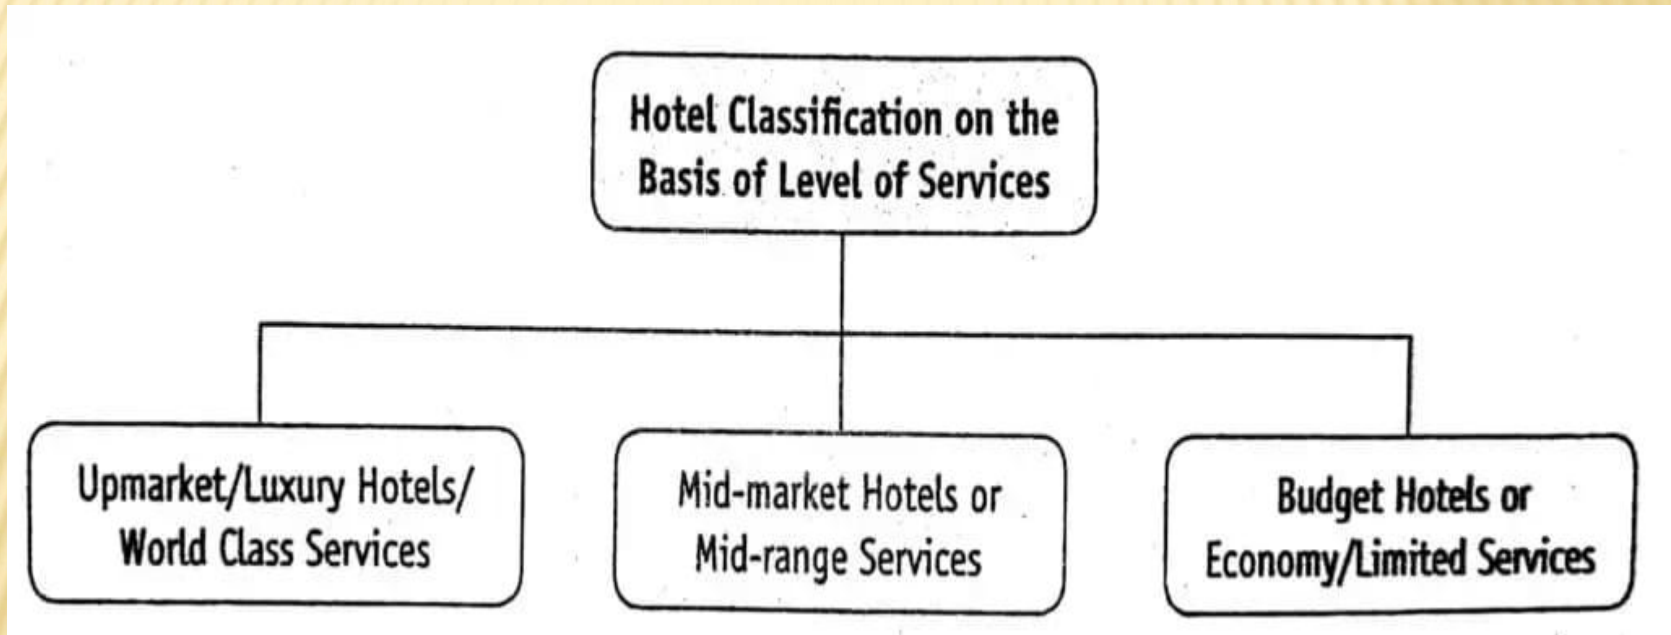 Hotel Classification on the
Basis of Level of Services
Upmarket/Luxury Hotels/
World Class Services
Mid-market Hotels or
Mid-range Services
Budget Hotels or
Economy/Limited Services